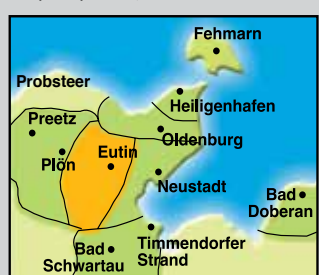 Fehmarn
Probsteer
Heiligenhafen
Preetz
Oldenburg
Eutin
Plön
Neustadt
Bad
Doberan
Timmendorfer
Strand
Bad
Schwartau